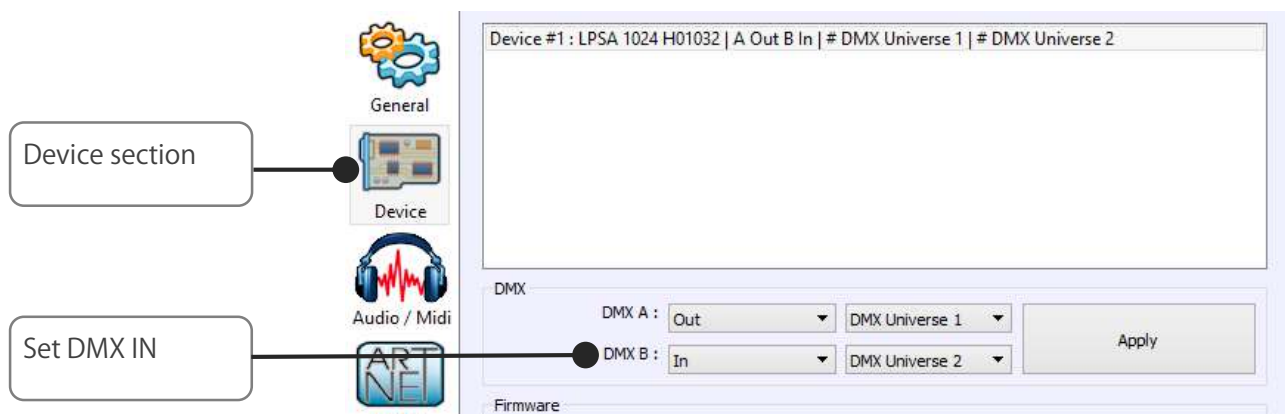 Device #1 : LPSA 1024 H01032 | A Out B In | # DMX Universe 1 | # DMX Universe 2
General
Device section
Device
Audio / Midi
DMX
DMX A : Out DMX Universe 1
Apply
Set DMX IN
DMX B : In DMX Universe 2
ART
NET
Firmware